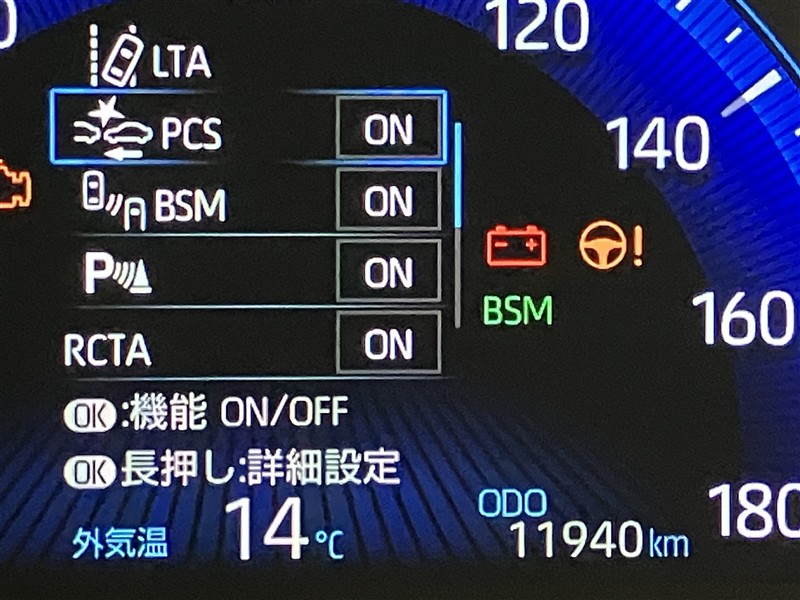 LTA
PCS ON
BSM ON
P ON
RCTA ON
OK:機能 ON/OFF
OK長押し:詳細設定
外気温 14℃
120
140
160
180
BSM
ODO
11940km